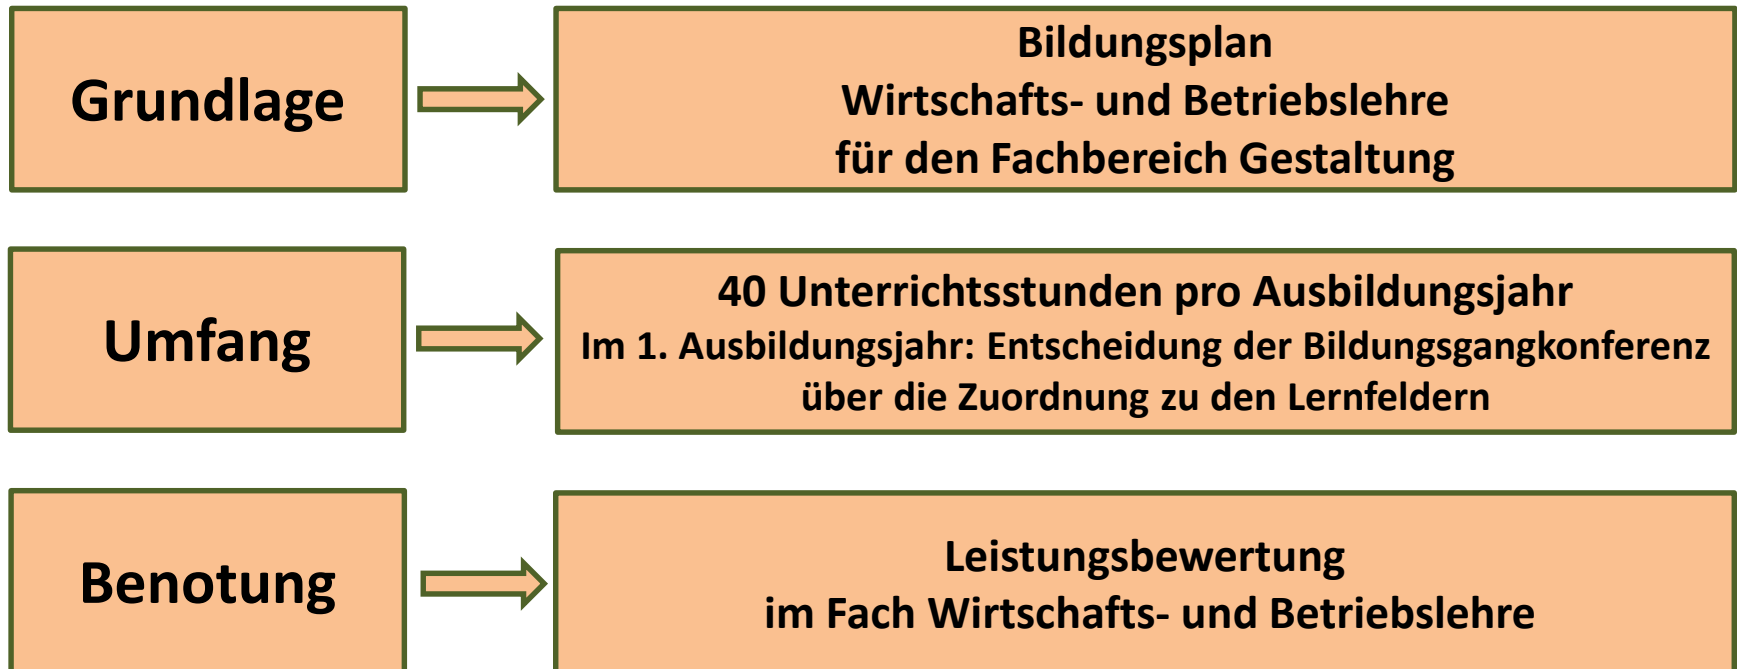 Grundlage
Bildungsplan
Wirtschafts- und Betriebslehre
für den Fachbereich Gestaltung
Umfang
40 Unterrichtsstunden pro Ausbildungsjahr
Im 1. Ausbildungsjahr: Entscheidung der Bildungsgangkonferenz
über die Zuordnung zu den Lernfeldern
Benotung
Leistungsbewertung
im Fach Wirtschafts- und Betriebslehre